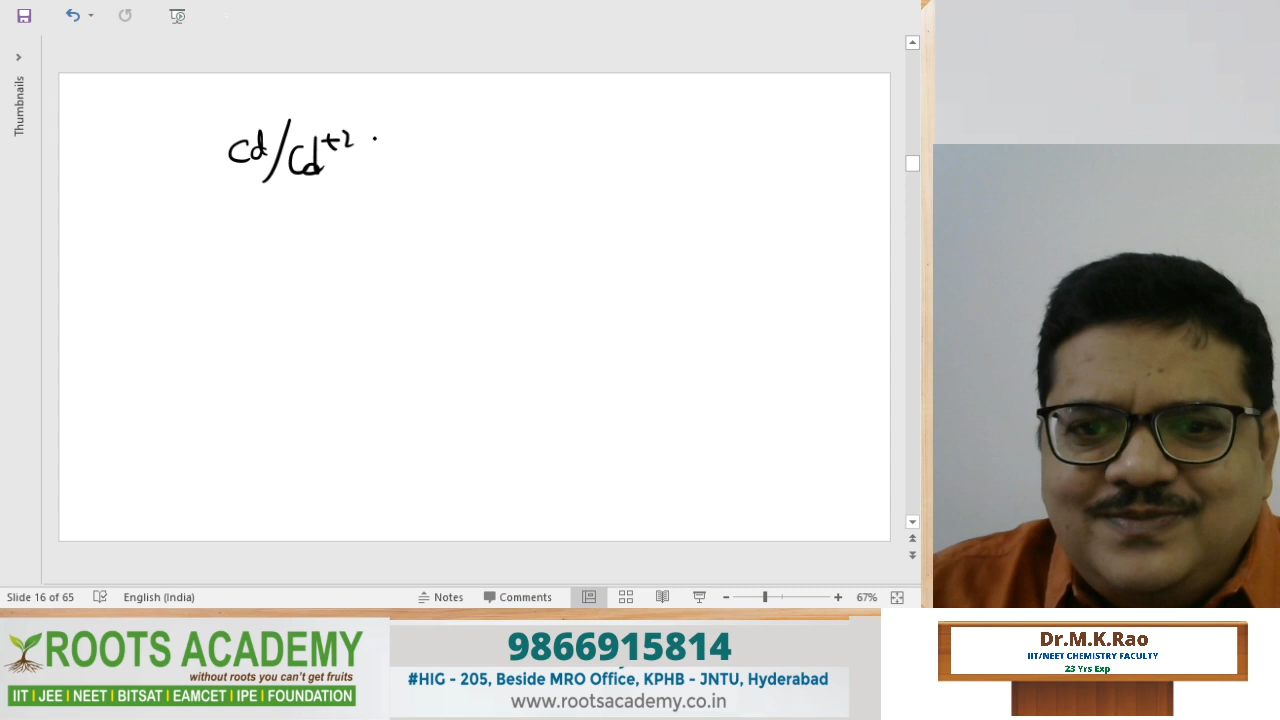 Thumbnails
Cd/Cd+2
Slide 16 of 65
English (India)
Notes
Comments
67%
ROOTS ACADEMY
without roots you can't get fruits
IIT I JEE I NEET I BITSAT I EAMCET I IPE I FOUNDATION
9866915814
#HIG - 205, Beside MRO Office, KPHB - JNTU, Hyderabad
www.rootsacademy.co.in
Dr.M.K.Rao
IIT/NEET CHEMISTRY FACULTY
23 Yrs Exp